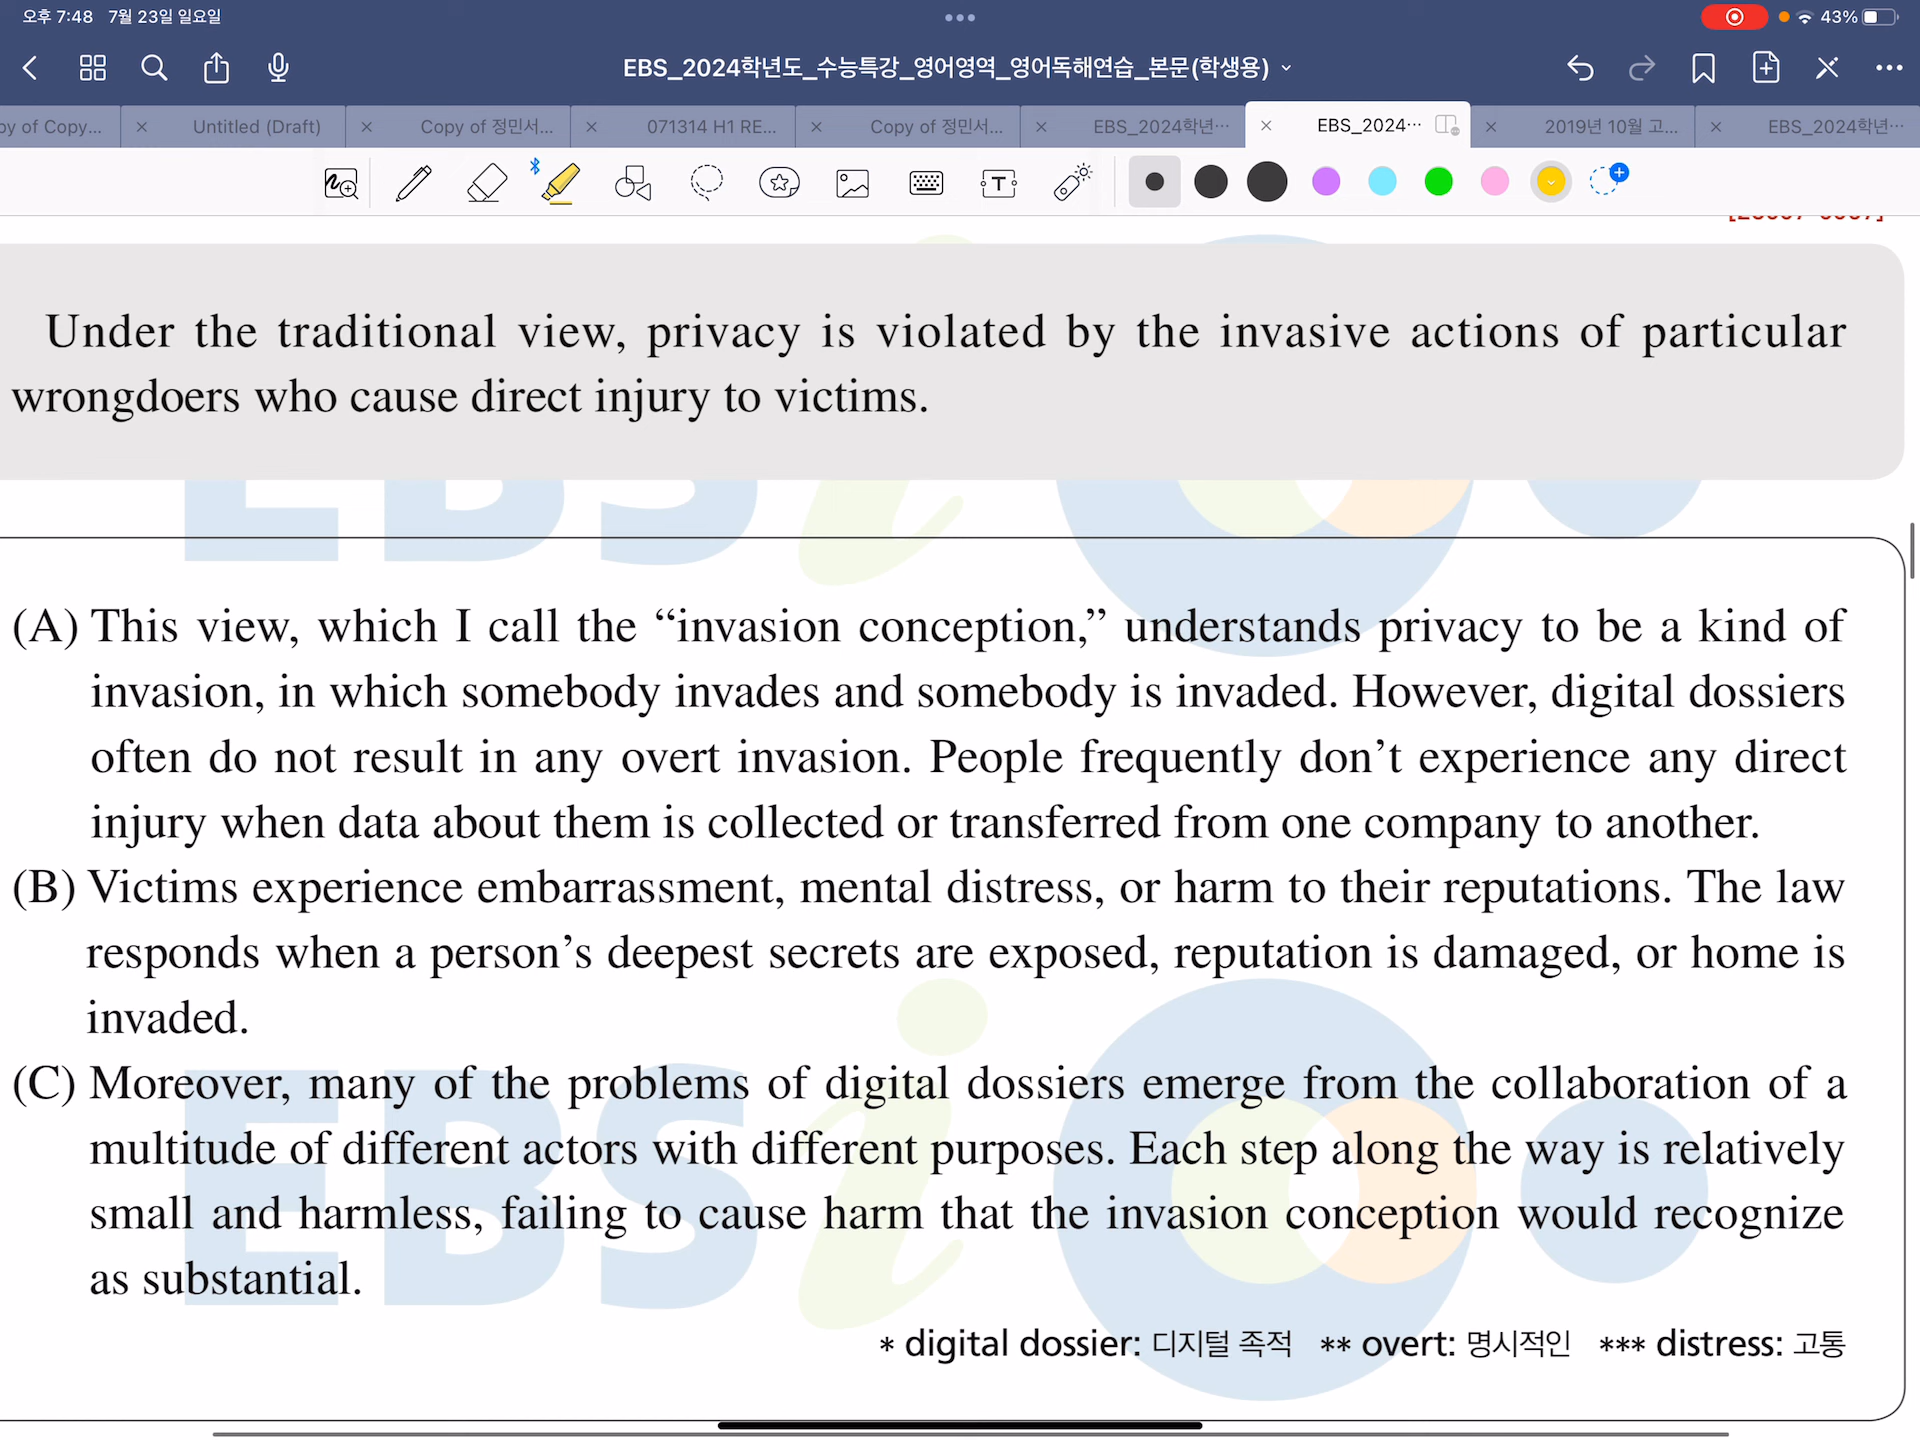 오후 7:48 7월 23일 일요일
43%
EBS_2024학년도_수능특강_영어영역_영어독해연습_본문(학생용)
py of Copy...
Untitled (Draft)
Copy of 정민서...
071314 H1 RE...
Copy of 정민서...
EBS_2024학년...
EBS_2024...
2019년 10월 고...
EBS_2024학년...
Under the traditional view, privacy is violated by the invasive actions of particular
wrongdoers who cause direct injury to victims.
EBSi
(A) This view, which I call the “invasion conception,” understands privacy to be a kind of
invasion, in which somebody invades and somebody is invaded. However, digital dossiers
often do not result in any overt invasion. People frequently don’t experience any direct
injury when data about them is collected or transferred from one company to another.
(B) Victims experience embarrassment, mental distress, or harm to their reputations. The law
responds when a person’s deepest secrets are exposed, reputation is damaged, or home is
invaded.
(C) Moreover, many of the problems of digital dossiers emerge from the collaboration of a
multitude of different actors with different purposes. Each step along the way is relatively
small and harmless, failing to cause harm that the invasion conception would recognize
as substantial.
EBSi
* digital dossier: 디지털 족적 ** overt: 명시적인 *** distress: 고통